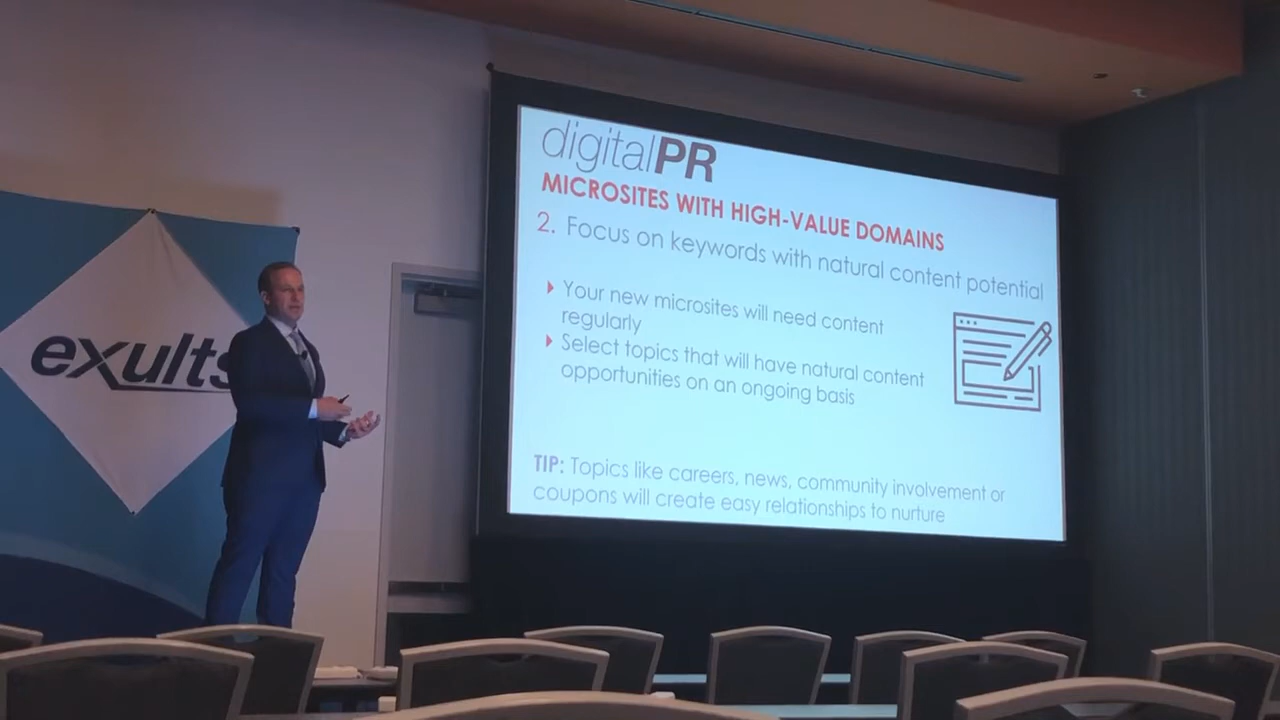 exults
digitalPR
MICROSITES WITH HIGH-VALUE DOMAINS
2. Focus on keywords with natural content potential
Your new microsites will need content
regularly
Select topics that will have natural content
opportunities on an ongoing basis
TIP: Topics like careers, news, community involvement or
coupons will create easy relationships to nurture